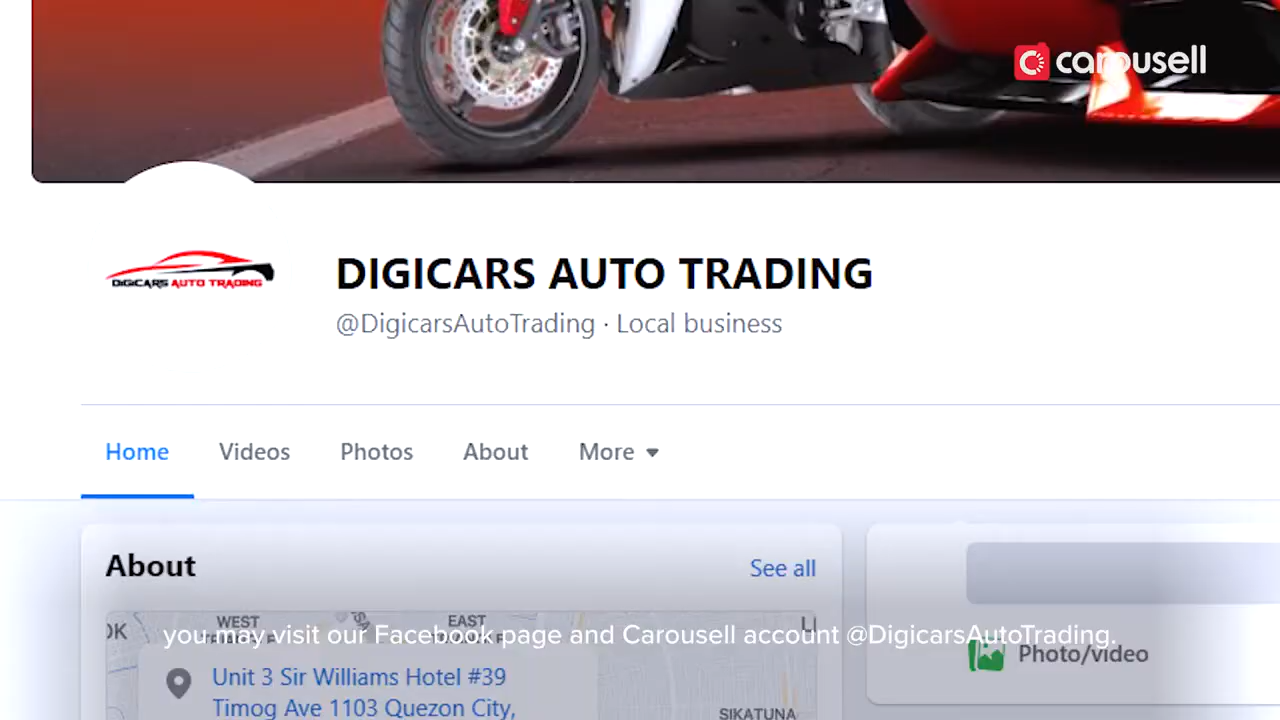 carousell
DIGICARS AUTO TRADING
DIGICARS AUTO TRADING
@DigicarsAutoTrading · Local business
Home Videos Photos About More
About See all
WEST EAST
you may visit our Facebook page and Carousell account @DigicarsAutoTrading.
Photo/video
Unit 3 Sir Williams Hotel #39
Timog Ave 1103 Quezon City,
SIKATUNA